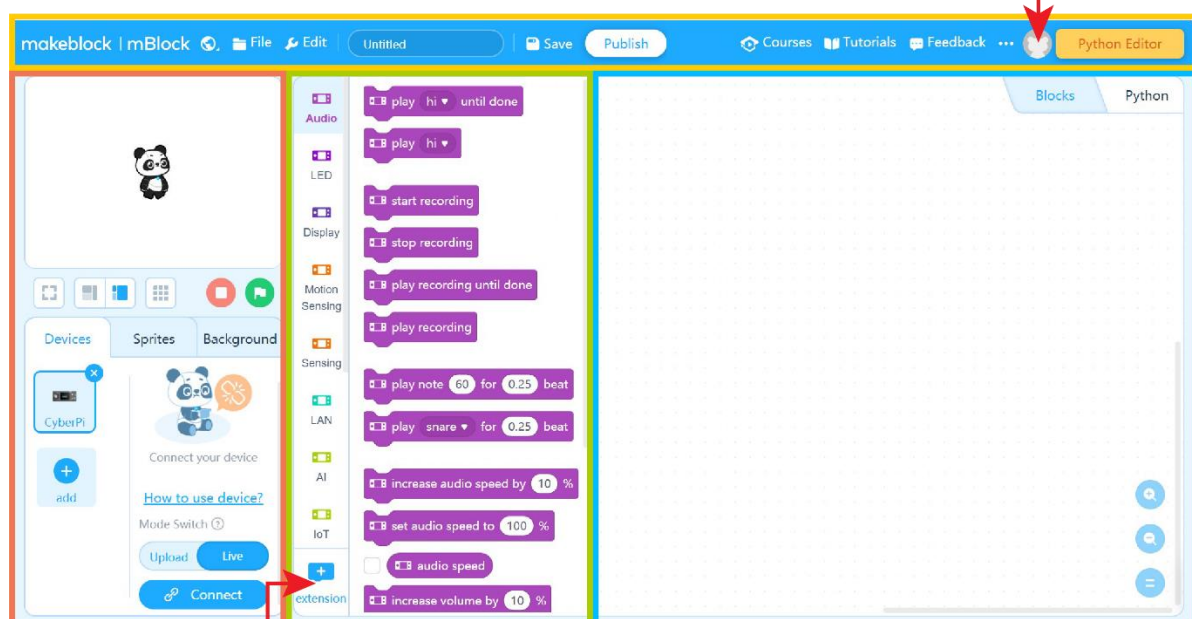 makeblock | mBlock File Edit Untitled Save Publish Courses Tutorials Feedback ... Python Editor
Devices Sprites Background
CyberPi
add
Connect your device
How to use device?
Mode Switch ?
Upload Live
Connect
Audio
LED
Display
Motion
Sensing
Sensing
LAN
AI
IoT
extension
play hi until done
play hi
start recording
stop recording
play recording until done
play recording
play note 60 for 0.25 beat
play snare for 0.25 beat
increase audio speed by 10 %
set audio speed to 100 %
audio speed
increase volume by 10 %
Blocks Python